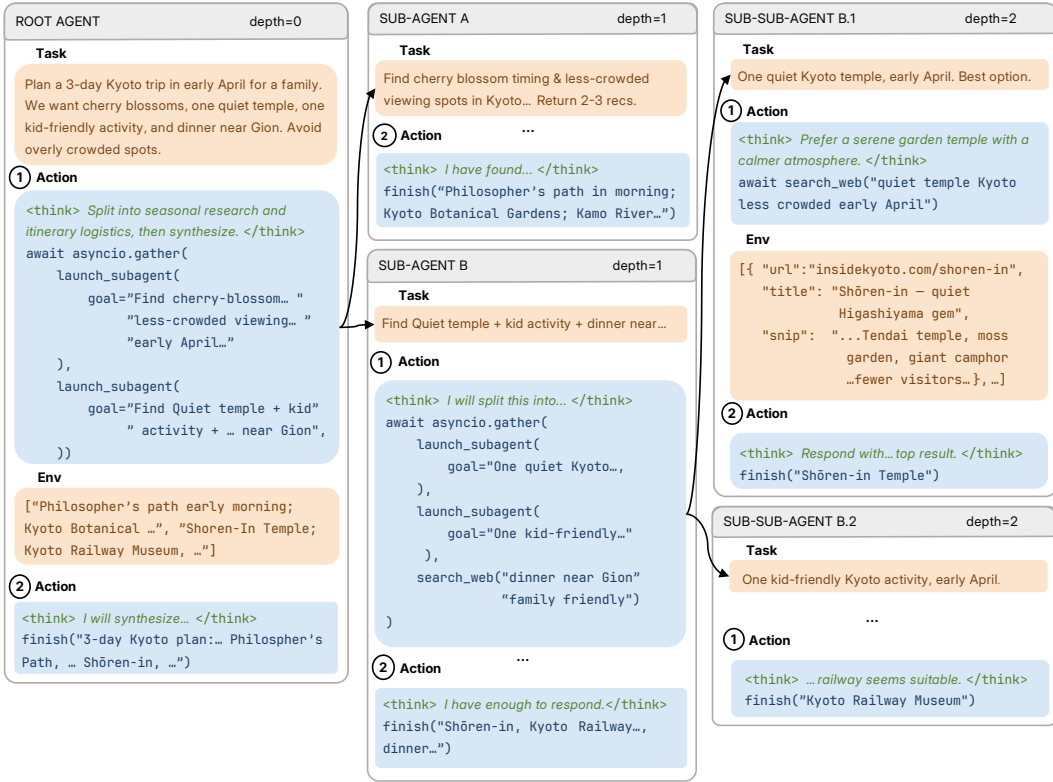 ROOT AGENT depth=0
Task
Plan a 3-day Kyoto trip in early April for a family.
We want cherry blossoms, one quiet temple, one
kid-friendly activity, and dinner near Gion. Avoid
overly crowded spots.
1 Action
<think> Split into seasonal research and
itinerary logistics, then synthesize. </think>
await asyncio.gather(
launch_subagent(
goal=”Find cherry-blossom… "
"less-crowded viewing… "
"early April…”
),
launch_subagent(
goal="Find Quiet temple + kid”
” activity + … near Gion",
))
Env
[“Philosopher’s path early morning;
Kyoto Botanical …”, ”Shoren-In Temple;
Kyoto Railway Museum, …”]
2 Action
<think> I will synthesize… </think>
finish("3-day Kyoto plan:… Philospher’s
Path, … Shōren-in, …”)
SUB-AGENT A depth=1
Task
Find cherry blossom timing & less-crowded
viewing spots in Kyoto… Return 2-3 recs.
...
2 Action
<think> I have found… </think>
finish(“Philosopher’s path in morning;
Kyoto Botanical Gardens; Kamo River…”)
SUB-AGENT B depth=1
Task
Find Quiet temple + kid activity + dinner near…
1 Action
<think> I will split this into… </think>
await asyncio.gather(
launch_subagent(
goal="One quiet Kyoto…,
),
launch_subagent(
goal="One kid-friendly…"
),
search_web("dinner near Gion”
“family friendly")
)
...
2 Action
<think> I have enough to respond.</think>
finish("Shōren-in, Kyoto Railway…,
dinner…”)
SUB-SUB-AGENT B.1 depth=2
Task
One quiet Kyoto temple, early April. Best option.
1 Action
<think> Prefer a serene garden temple with a
calmer atmosphere. </think>
await search_web("quiet temple Kyoto
less crowded early April")
Env
[{ "url":"insidekyoto.com/shoren-in",
"title": "Shōren-in — quiet
Higashiyama gem",
"snip": "...Tendai temple, moss
garden, giant camphor
…fewer visitors…}, …]
2 Action
<think> Respond with…top result. </think>
finish("Shōren-in Temple")
SUB-SUB-AGENT B.2 depth=2
Task
One kid-friendly Kyoto activity, early April.
...
1 Action
<think> …railway seems suitable. </think>
finish(”Kyoto Railway Museum")